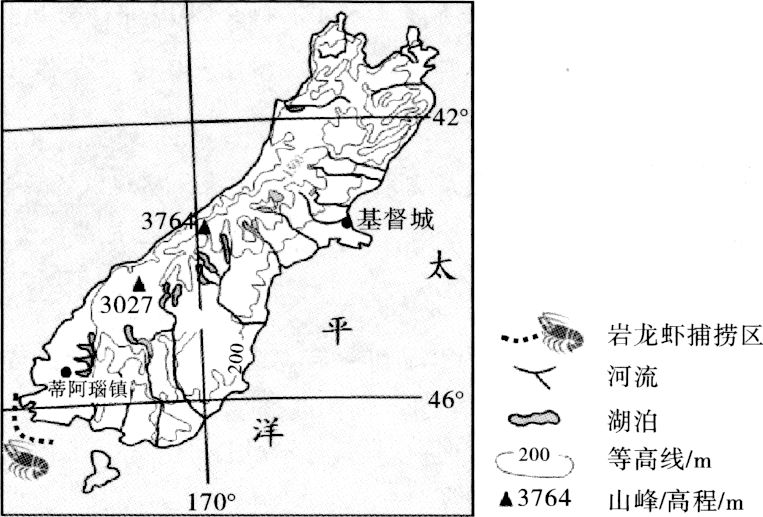 42°
3764
基督城
太
3027
平
200
蒂阿瑙镇
46°
洋
170°
岩龙虾捕捞区
河流
湖泊
200 等高线/m
▲3764 山峰/高程/m